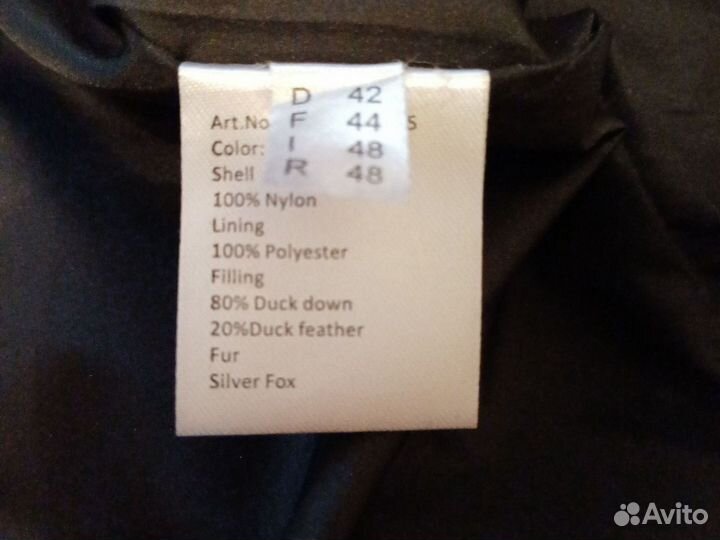 D 42
F 44
I 48
R 48
Art.No S
Color:
Shell
100% Nylon
Lining
100% Polyester
Filling
80% Duck down
20%Duck feather
Fur
Silver Fox
Avito